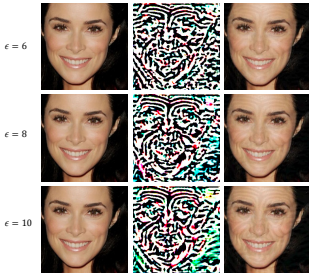 ϵ = 6
ϵ = 8
ϵ = 10